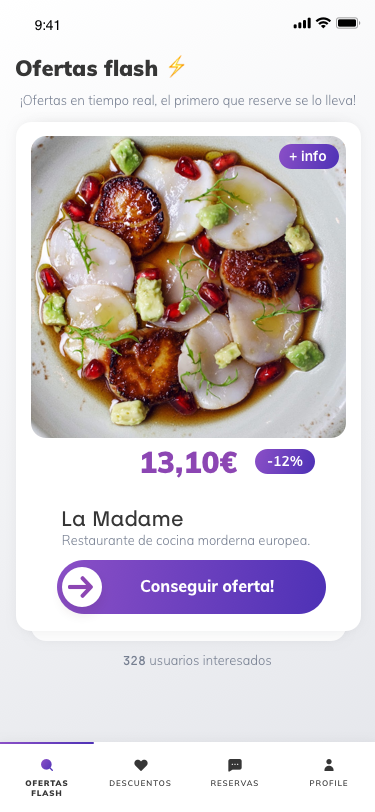 9:41
Ofertas flash ⚡
¡Ofertas en tiempo real, el primero que reserve se lo lleva!
+ info
13,10€ -12%
La Madame
Restaurante de cocina morderna europea.
Conseguir oferta!
328 usuarios interesados
OFERTAS FLASH
DESCUENTOS
RESERVAS
PROFILE